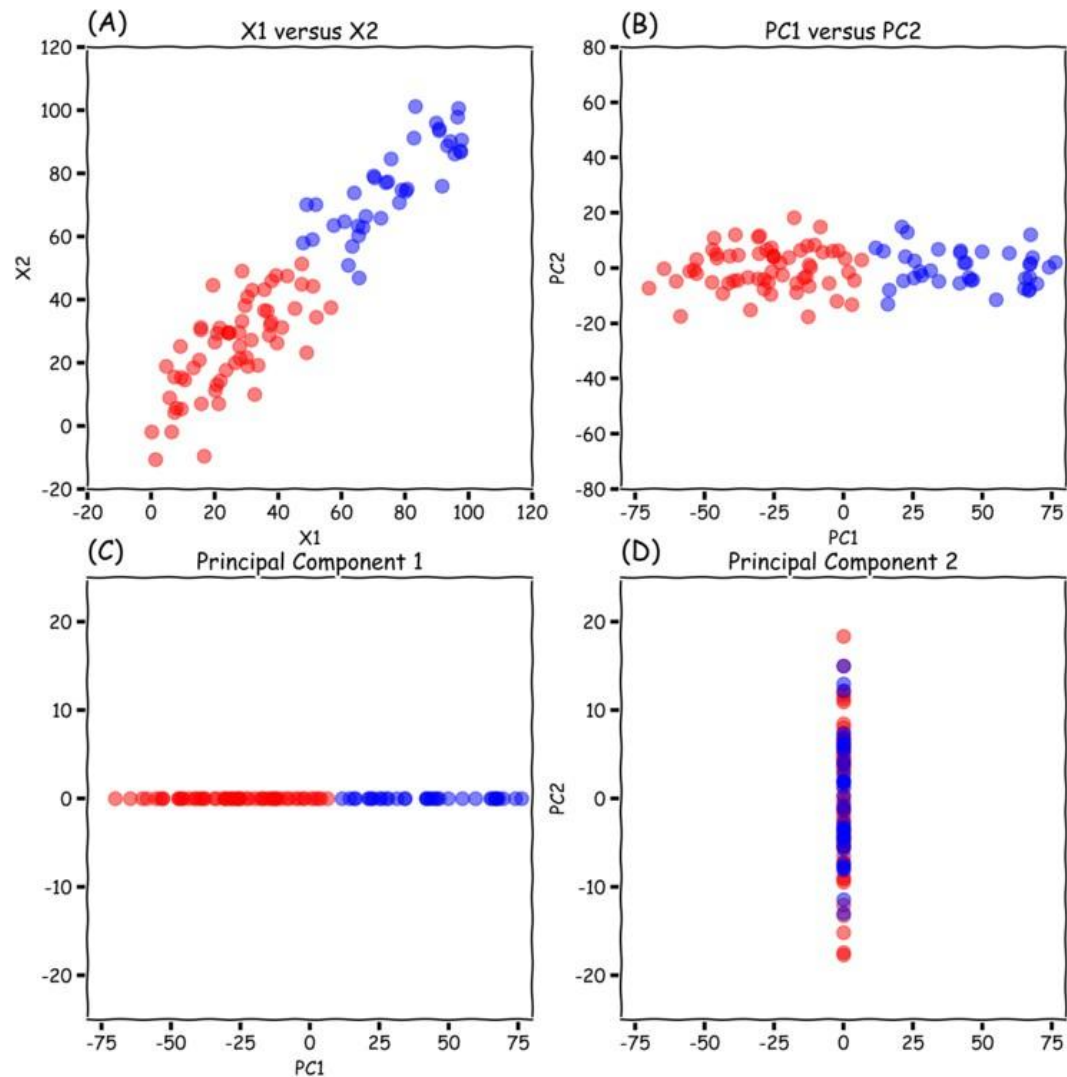 (A)
X1 versus X2
120
100
80
60
40
20
0
-20
X2
-20 0 20 40 60 80 100 120
X1
(B)
PC1 versus PC2
80
60
40
20
0
-20
-40
-60
-80
PC2
-75 -50 -25 0 25 50 75
PC1
(C)
Principal Component 1
20
10
0
-10
-20
-75 -50 -25 0 25 50 75
PC1
(D)
Principal Component 2
20
10
0
-10
-20
PC2
-75 -50 -25 0 25 50 75